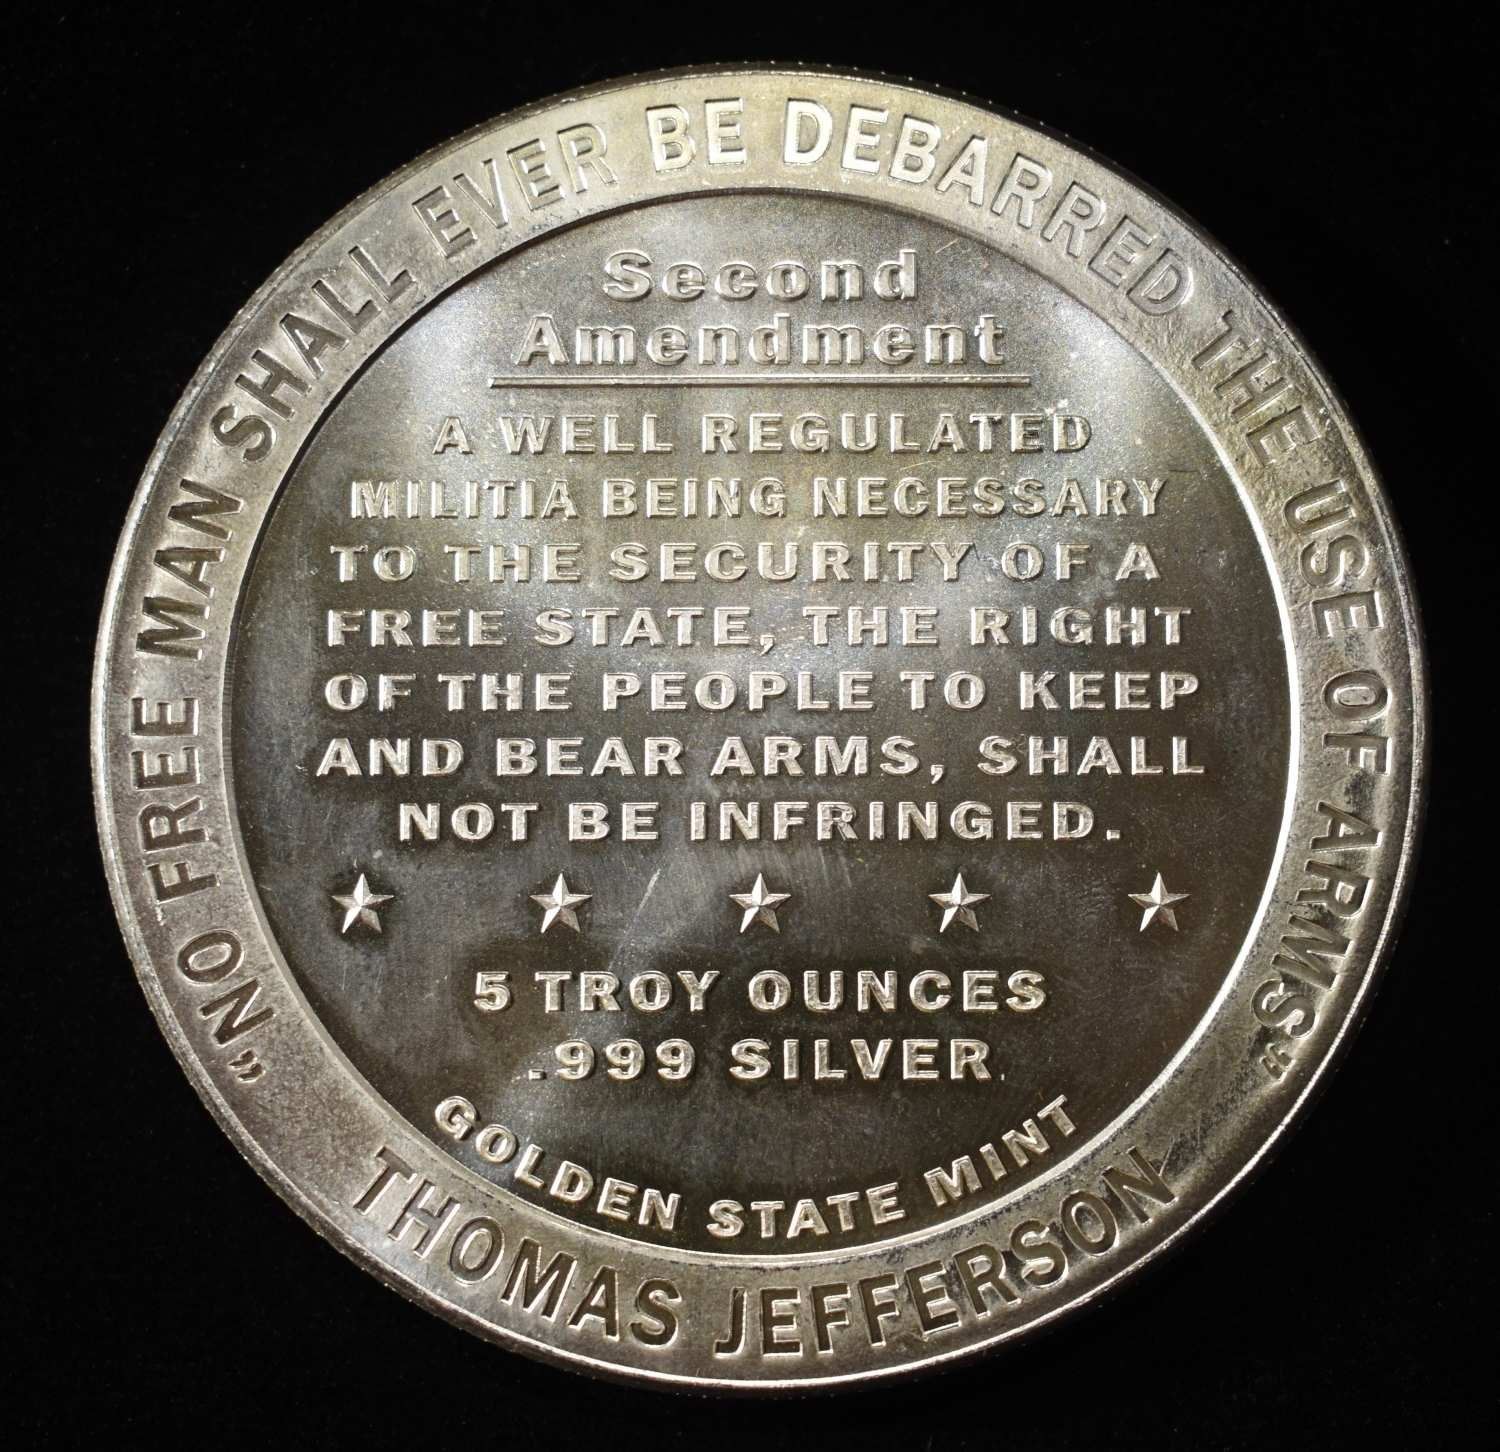 "NO FREE MAN SHALL EVER BE DEBARRED THE USE OF ARMS"
Second
Amendment
A WELL REGULATED
MILITIA BEING NECESSARY
TO THE SECURITY OF A
FREE STATE, THE RIGHT
OF THE PEOPLE TO KEEP
AND BEAR ARMS, SHALL
NOT BE INFRINGED.
5 TROY OUNCES
.999 SILVER
GOLDEN STATE MINT
THOMAS JEFFERSON